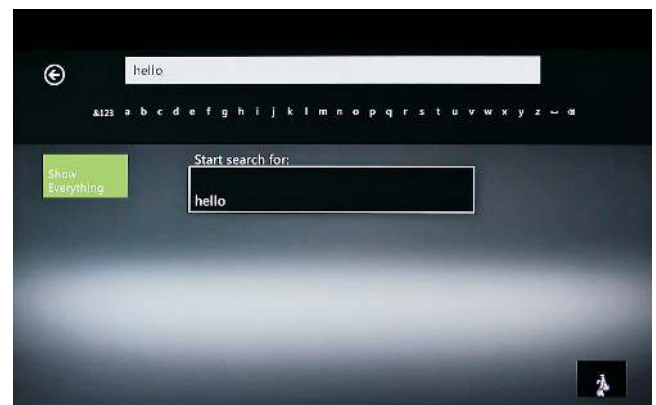 hello
&123 a b c d e f g h i j k l m n o p q r s t u v w x y z
Show
Everything
Start search for:
hello